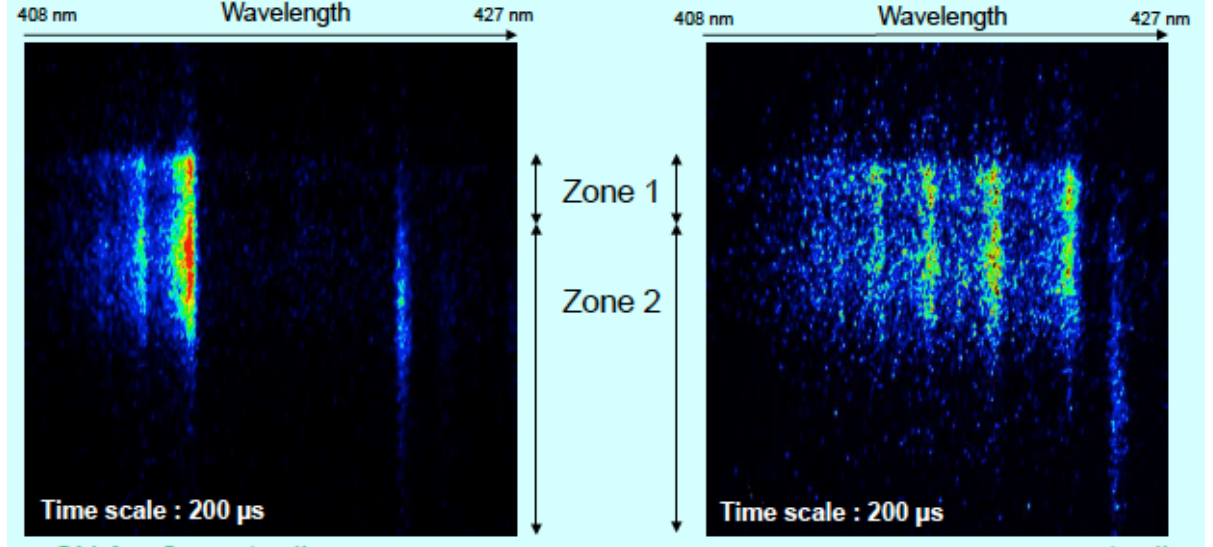 408 nm Wavelength 427 nm
408 nm Wavelength 427 nm
Zone 1
Zone 2
Time scale : 200 µs
Time scale : 200 µs